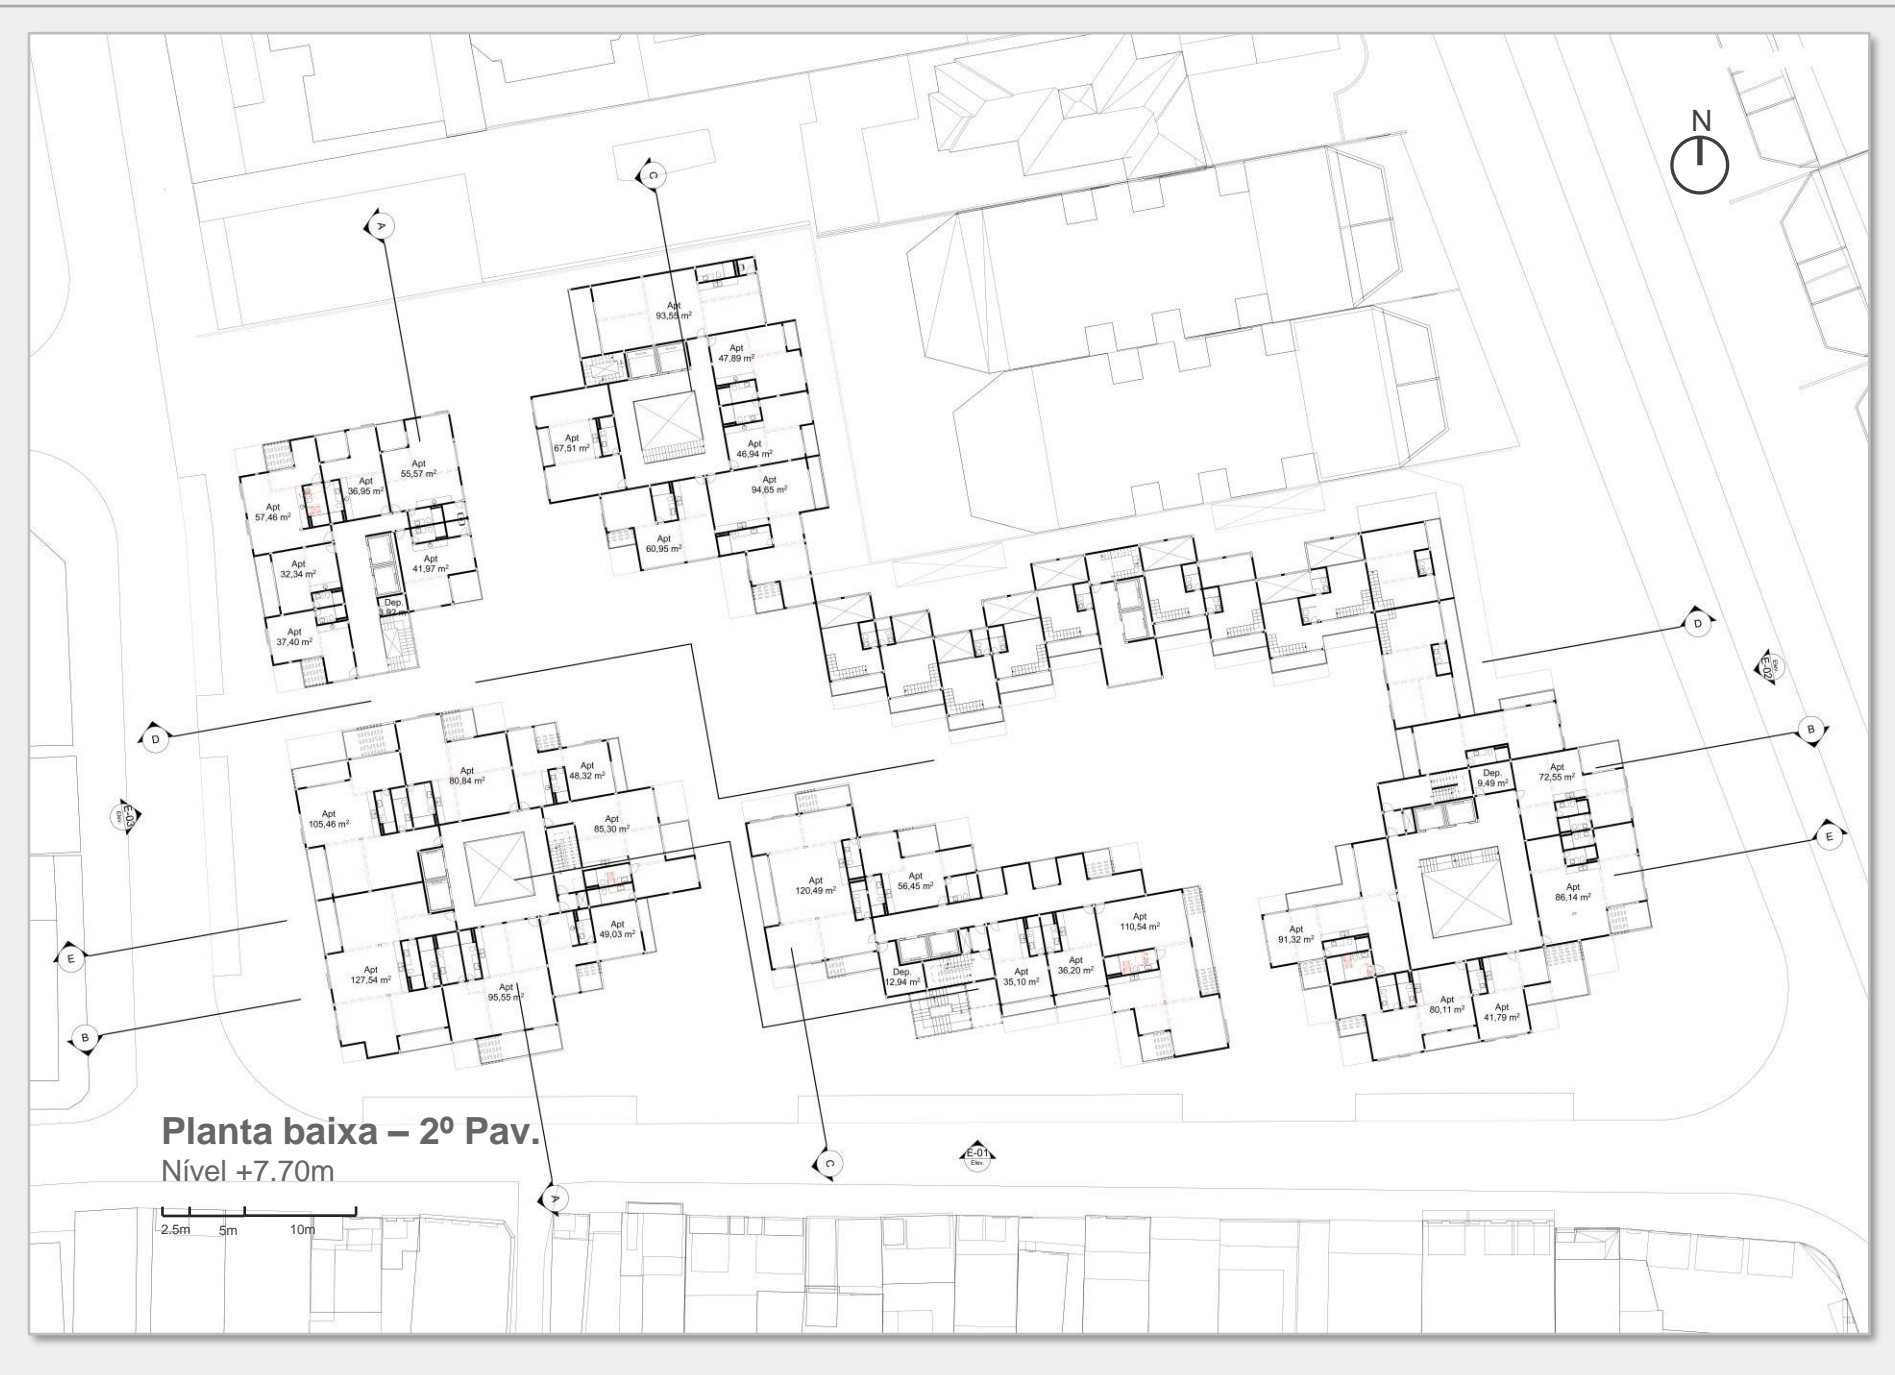 N
C
A
Apt
93,55 m²
Apt
47,89 m²
Apt
67,51 m²
Apt
46,94 m²
Apt
94,65 m²
Apt
60,95 m²
Apt
55,57 m²
Apt
36,95 m²
Apt
57,46 m²
Apt
41,97 m²
Apt
32,34 m²
Dep.
Apt
37,40 m²
D
E-02
Elev.
D
B
Apt
80,84 m²
Apt
48,32 m²
Apt
105,46 m²
Apt
85,30 m²
E-03
Elev.
Dep.
9,49 m²
Apt
72,55 m²
E
Apt
120,49 m²
Apt
56,45 m²
Apt
86,14 m²
Apt
49,03 m²
Apt
110,54 m²
Apt
91,32 m²
E
Apt
127,54 m²
Apt
95,55 m²
Dep.
12,94 m²
Apt
35,10 m²
Apt
36,20 m²
Apt
80,11 m²
Apt
41,79 m²
B
Planta baixa – 2º Pav.
Nível +7.70m
C
E-01
Elev.
A
2.5m 5m 10m